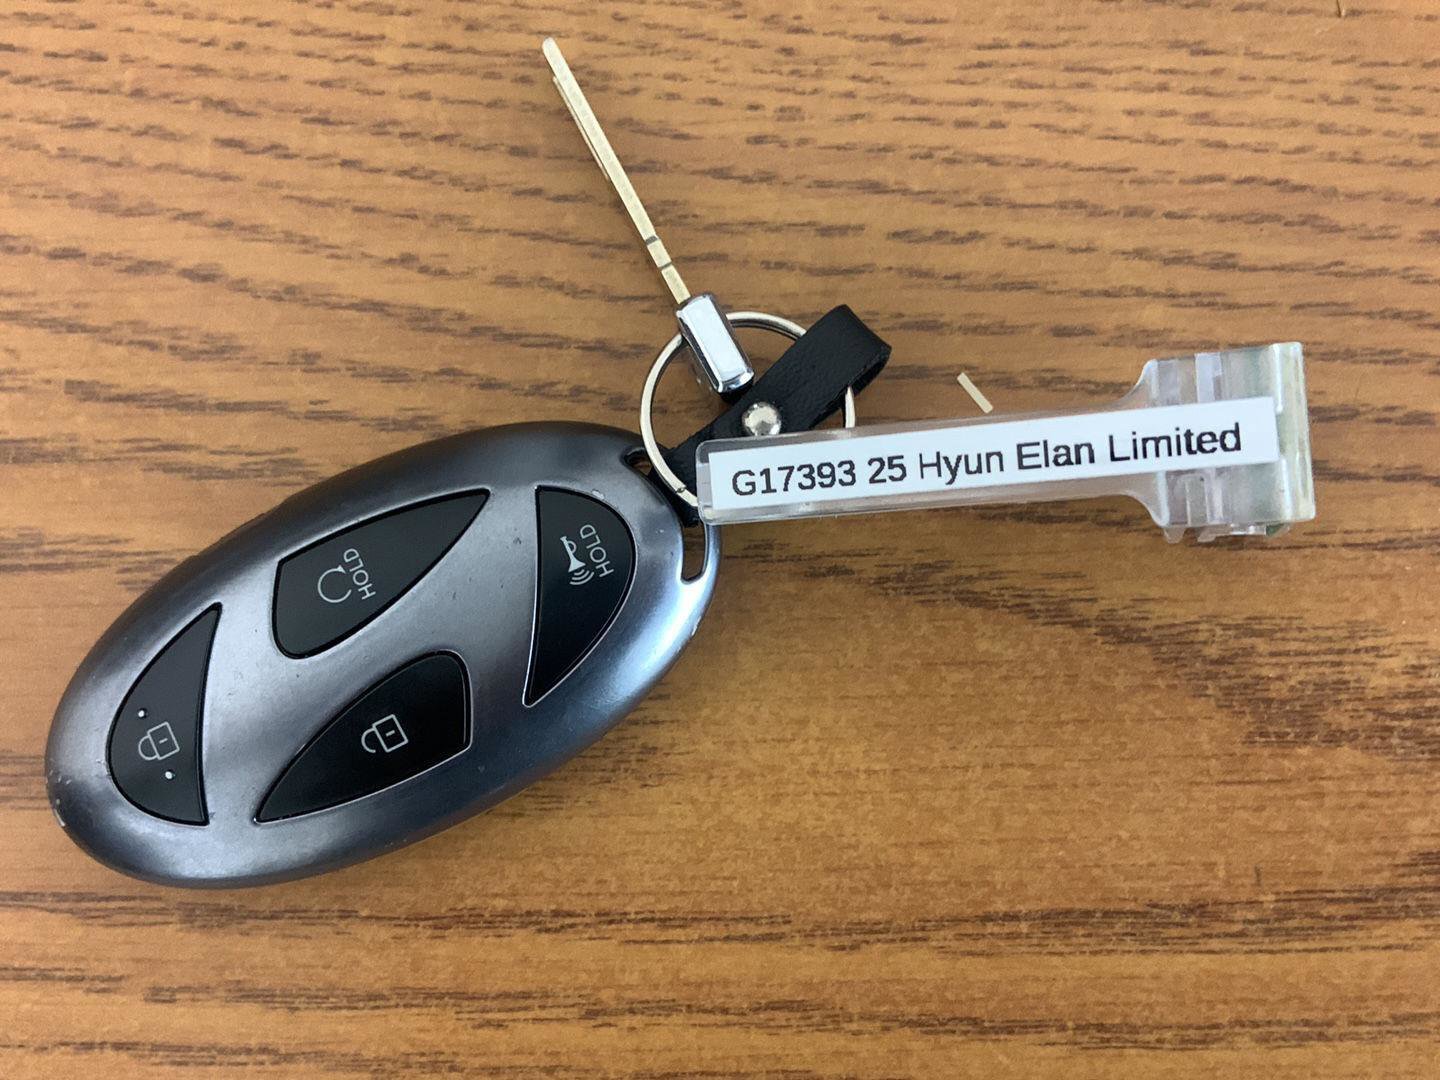 G17393 25 Hyun Elan Limited
HOLD
HOLD